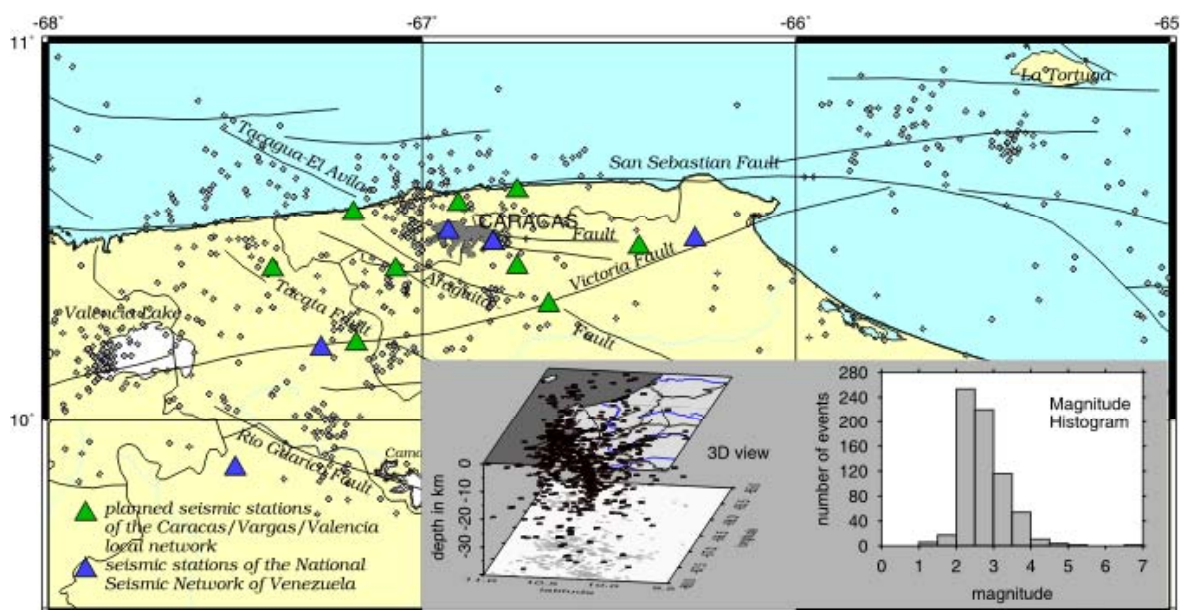 -68°
-67°
-66°
-65
11°
La Tortuga
Tacagua-El Avila
San Sebastian Fault
CARACAS
Fault
Victoria Fault
Araguita
Tacata Fault
Valencia Lake
Fault
10°
Rio Guarico Fault
planned seismic stations
of the Caracas/Vargas/Valencia
local network
seismic stations of the National
Seismic Network of Venezuela
3D view
depth in km
0
-10
-20
-30
-40
latitude
Magnitude
Histogram
number of events
280
240
200
160
120
80
40
0
0 1 2 3 4 5 6 7
magnitude